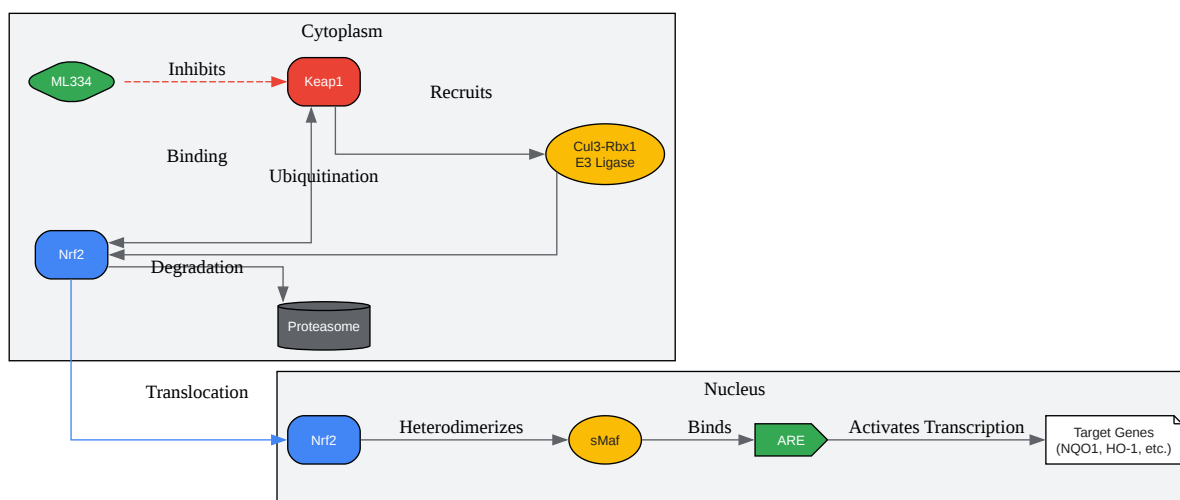 Cytoplasm
ML334
Inhibits
Keap1
Recruits
Cul3-Rbx1
E3 Ligase
Binding
Ubiquitination
Nrf2
Degradation
Proteasome
Translocation
Nucleus
Nrf2
Heterodimerizes
sMaf
Binds
ARE
Activates Transcription
Target Genes
(NQO1, HO-1, etc.)